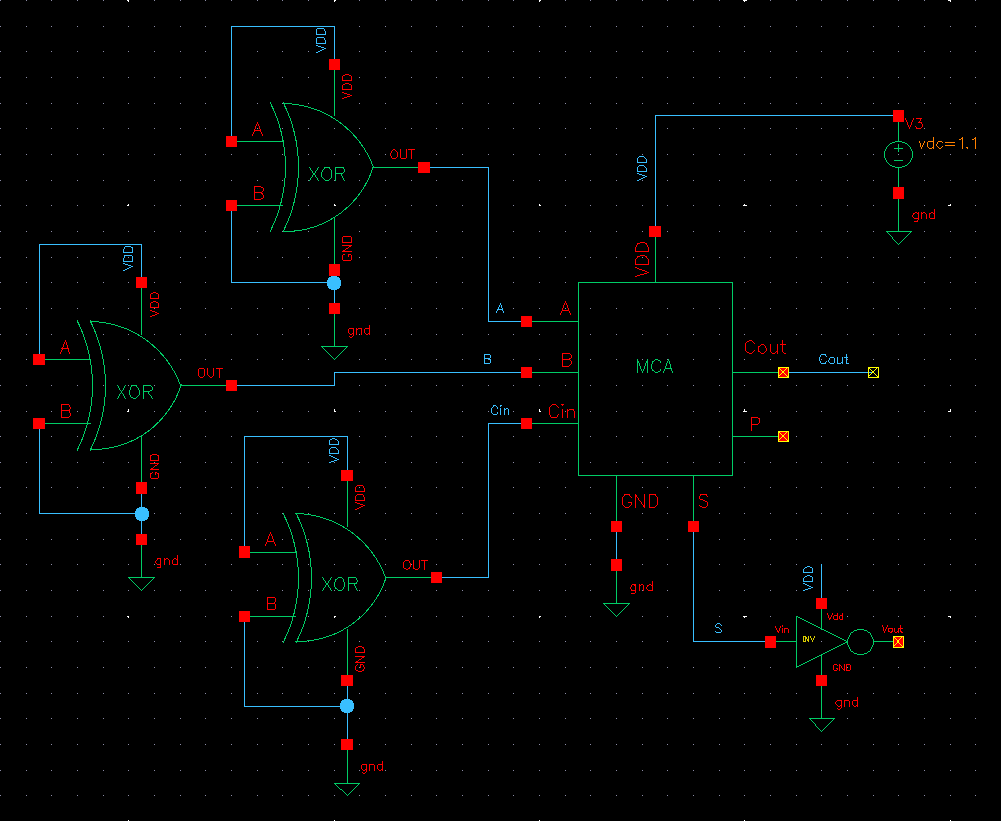 VDD
VDD
A
B
XOR
OUT
GND
gnd
VDD
VDD
A
B
XOR
OUT
GND
gnd
VDD
VDD
A
B
XOR
OUT
GND
gnd
A
B
Cin
A
B
Cin
MCA
VDD
VDD
V3
vdc=1.1
gnd
Cout
Cout
P
GND
S
gnd
S
VDD
Vdd
Vin
INV
Vout
GND
gnd